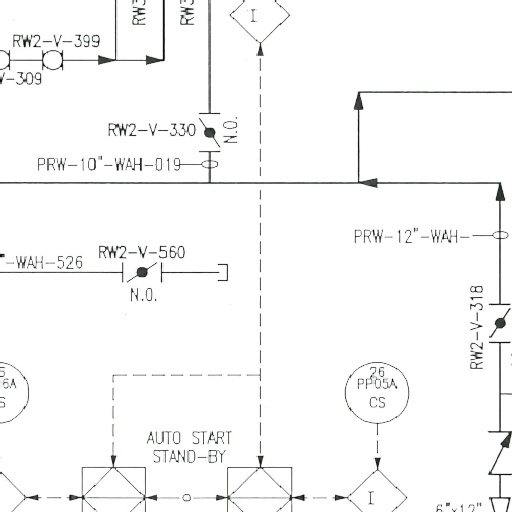 RW3
RW3
I
RW2-V-399
V-309
RW2-V-330
N.O.
PRW-10"-WAH-019
PRW-12"-WAH-
"-WAH-526
RW2-V-560
N.O.
RW2-V-318
6A
S
26
PP05A
CS
AUTO START
STAND-BY
I
6"x12"